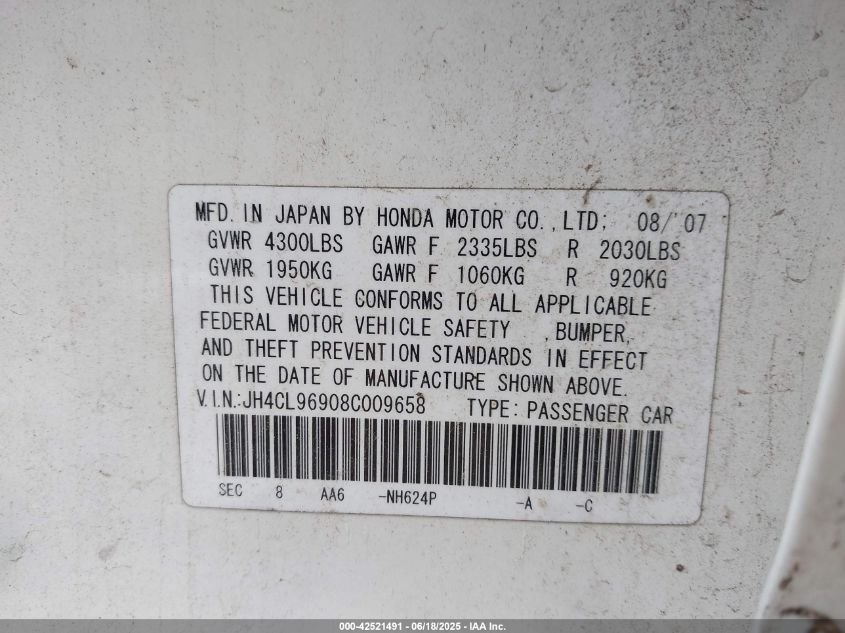 MFD. IN JAPAN BY HONDA MOTOR CO.,LTD; 08/'07
GVWR 4300LBS GAWR F 2335LBS R 2030LBS
GVWR 1950KG GAWR F 1060KG R 920KG
THIS VEHICLE CONFORMS TO ALL APPLICABLE
FEDERAL MOTOR VEHICLE SAFETY ,BUMPER,
AND THEFT PREVENTION STANDARDS IN EFFECT
ON THE DATE OF MANUFACTURE SHOWN ABOVE.
V.I.N.:JH4CL96908C009658 TYPE: PASSENGER CAR
SEC 8 AA6 -NH624P -A -C
000-42521491 - 06/18/2025 - IAA Inc.